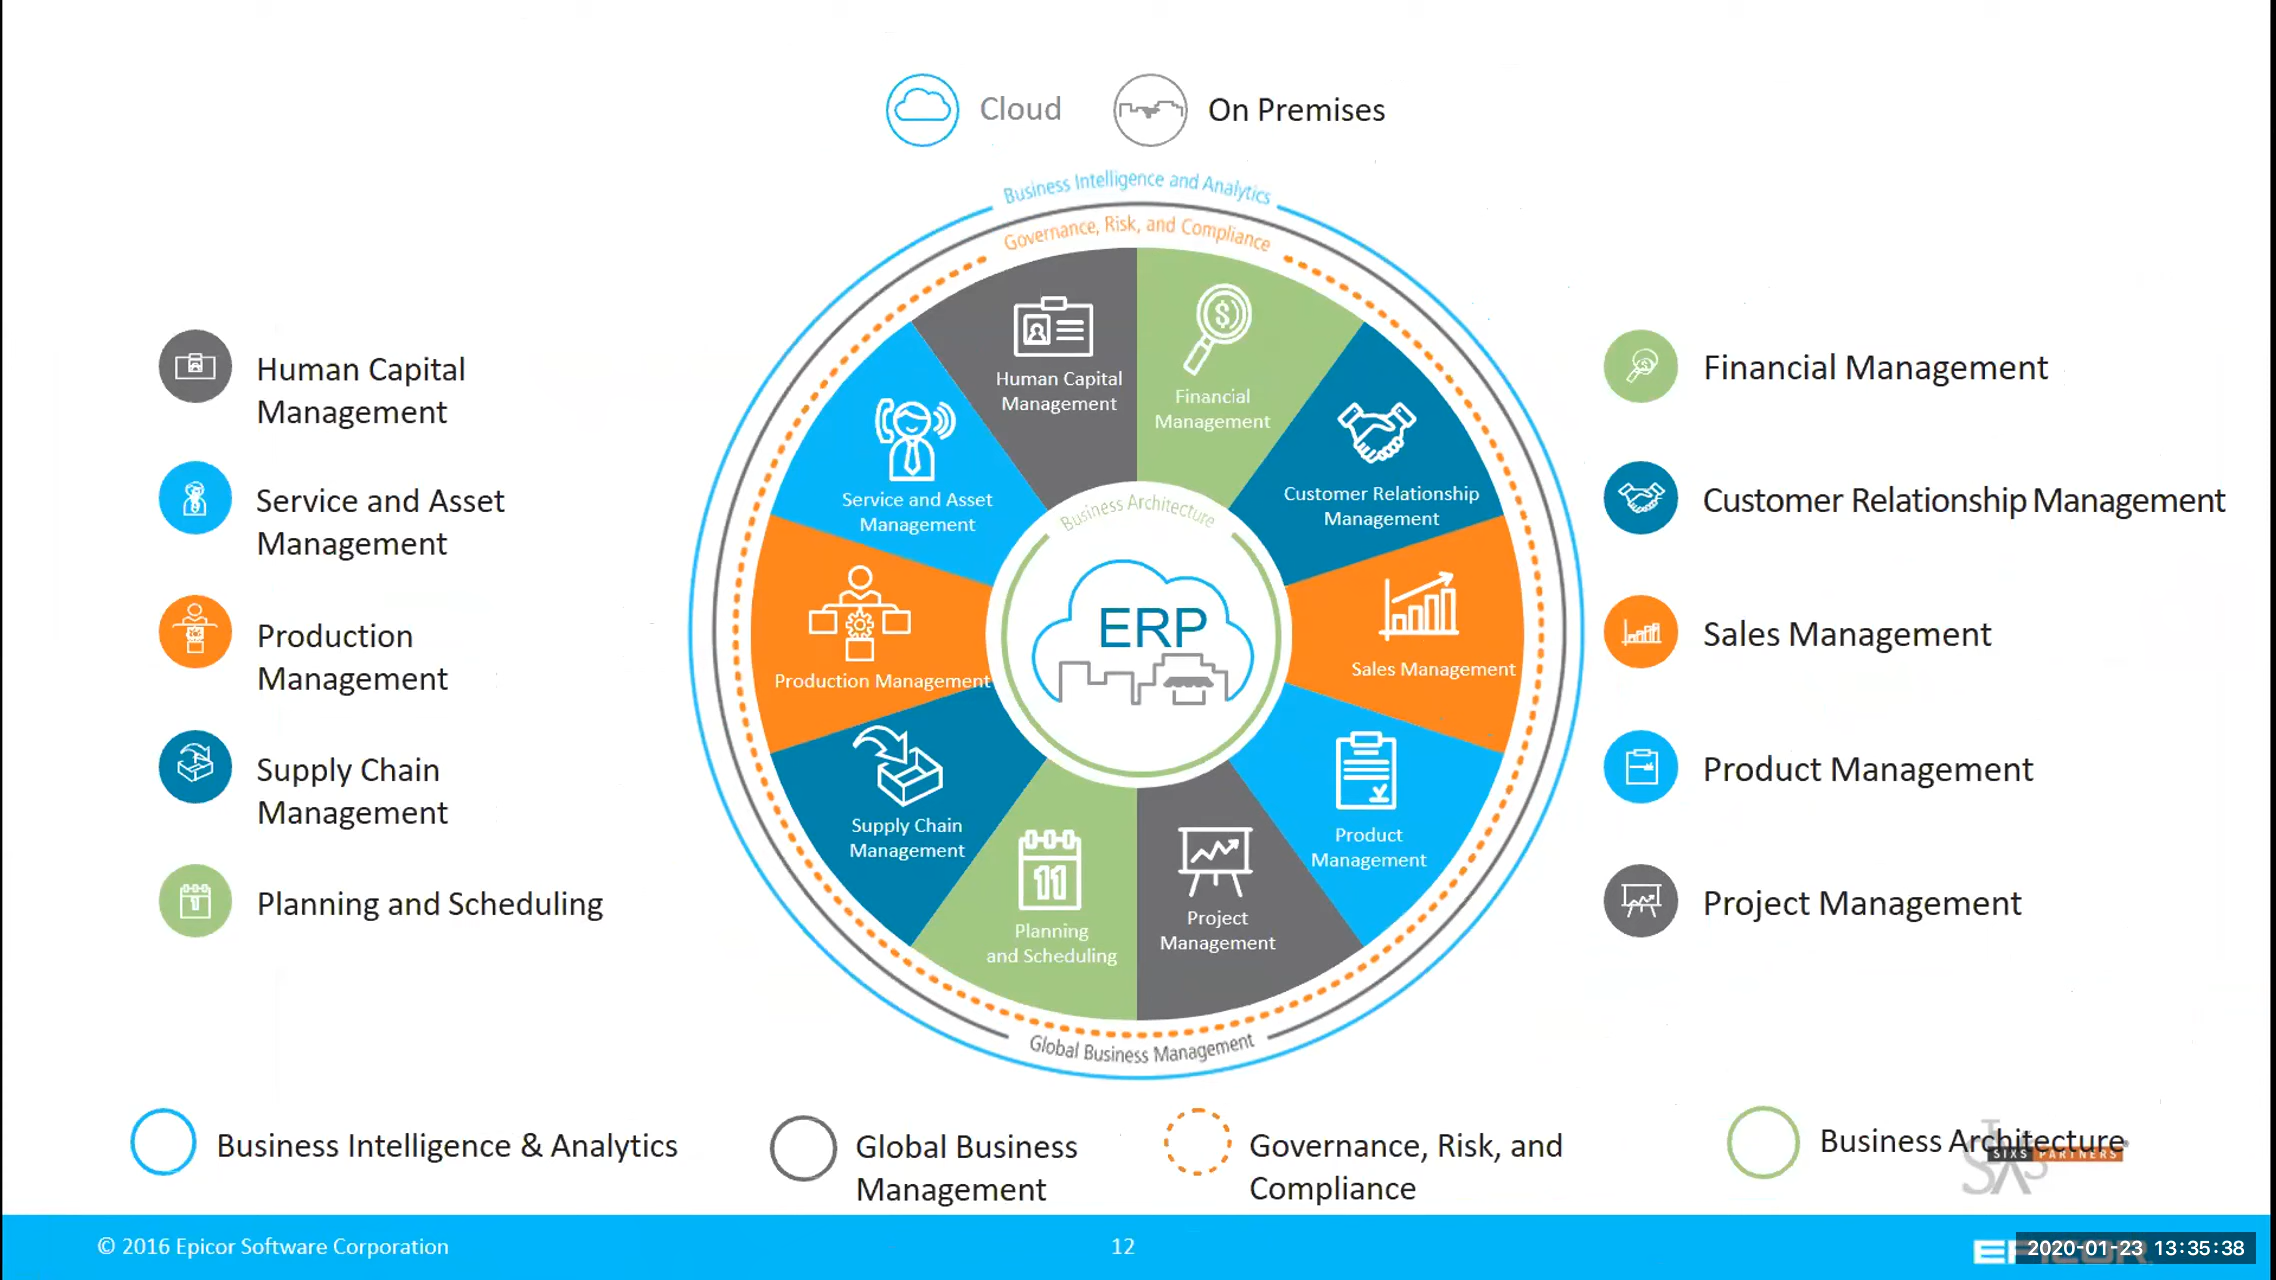 Cloud
On Premises
Business Intelligence and Analytics
Governance, Risk, and Compliance
Human Capital
Management
Financial
Management
Service and Asset
Management
Customer Relationship
Management
Business Architecture
ERP
Production Management
Sales Management
Supply Chain
Management
Product
Management
11
Planning
and Scheduling
Project
Management
Global Business Management
Human Capital
Management
Service and Asset
Management
Production
Management
Supply Chain
Management
1
Planning and Scheduling
Financial Management
Customer Relationship Management
Sales Management
Product Management
Project Management
Business Intelligence & Analytics
Global Business
Management
Governance, Risk, and
Compliance
Business Architecture
SIXS PARTNERS
© 2016 Epicor Software Corporation
12
EPICOR
2020-01-23 13:35:38